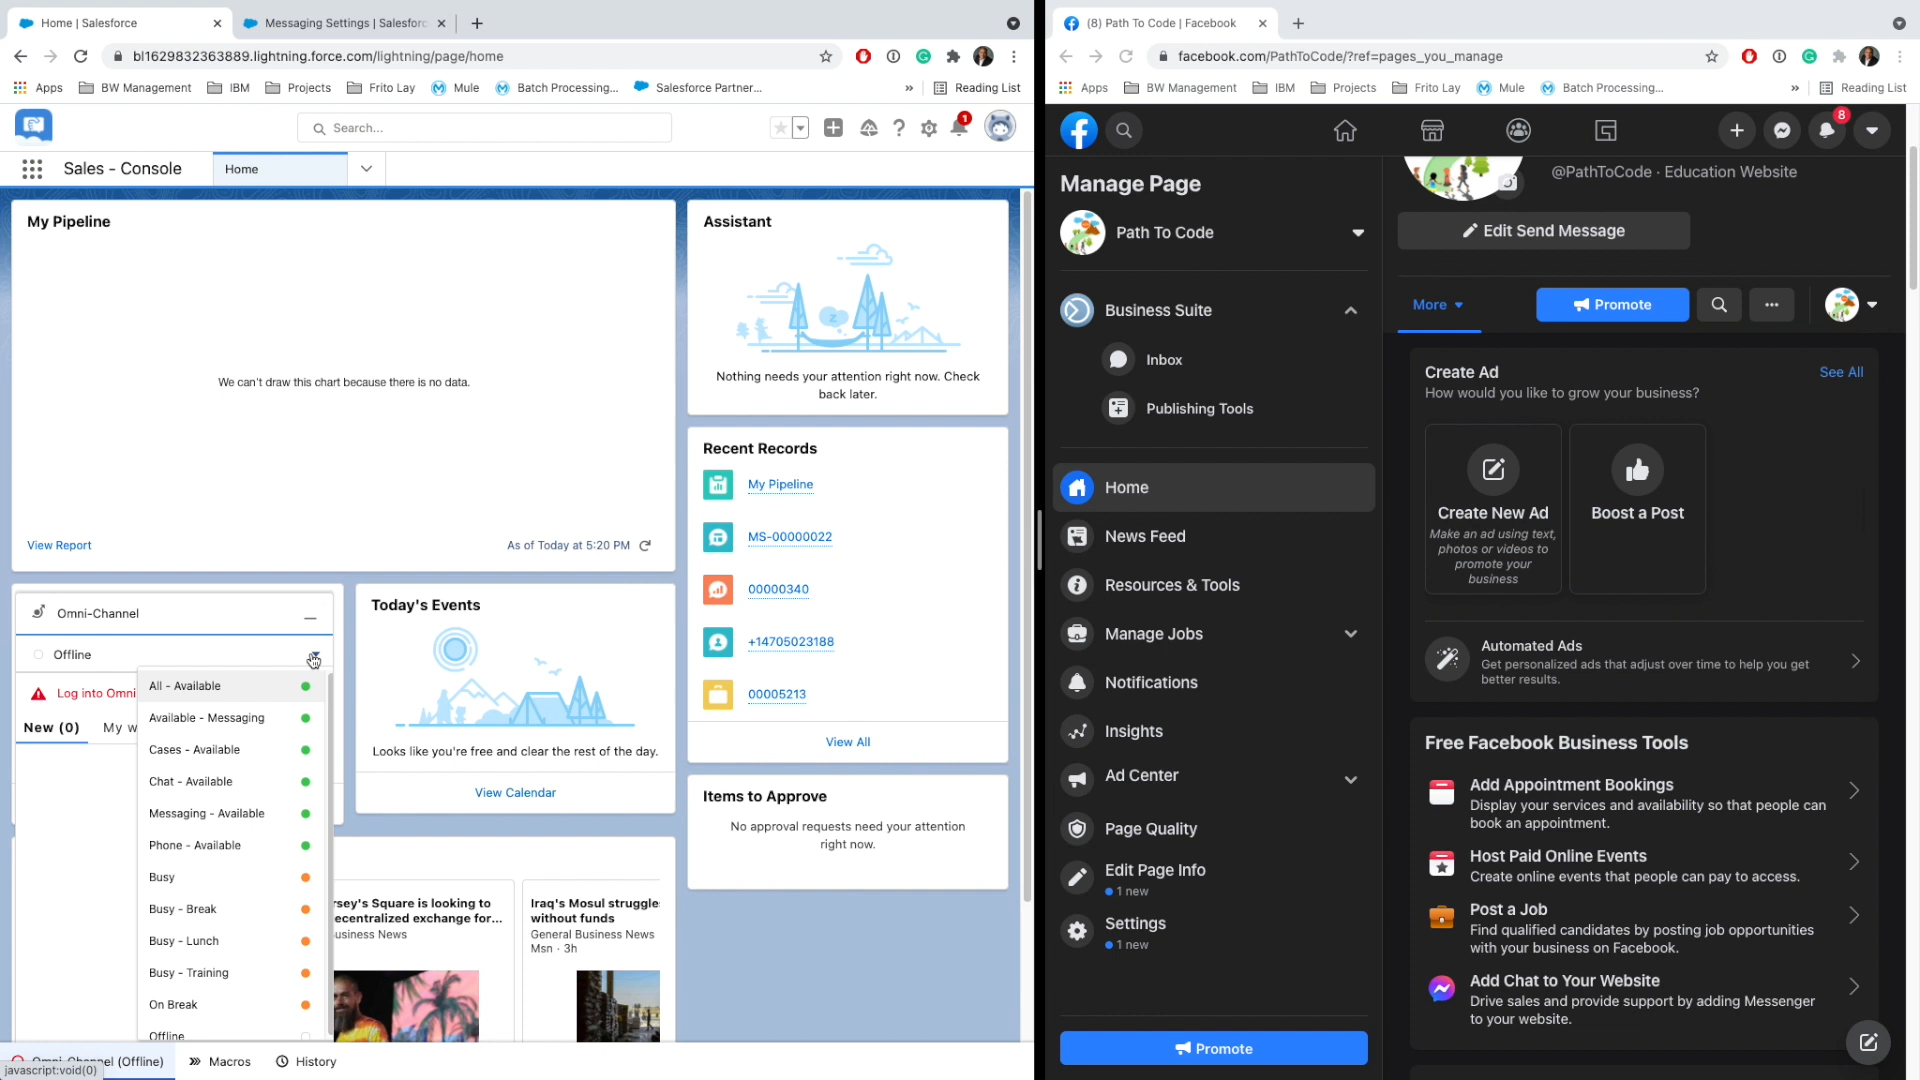 Home | Salesforce
Messaging Settings | Salesforc
bl1629832363889.lightning.force.com/lightning/page/home
Apps
BW Management
IBM
Projects
Frito Lay
Mule
Batch Processing...
Salesforce Partner...
»
Reading List
Search...
1
Sales - Console
Home
My Pipeline
We can't draw this chart because there is no data.
View Report
As of Today at 5:20 PM
Assistant
Nothing needs your attention right now. Check
back later.
Recent Records
My Pipeline
MS-00000022
00000340
+14705023188
00005213
View All
Items to Approve
No approval requests need your attention
right now.
Omni-Channel
Offline
Log into Omni
New (0)
My w
All - Available
Available - Messaging
Cases - Available
Chat - Available
Messaging - Available
Phone - Available
Busy
Busy - Break
Busy - Lunch
Busy - Training
On Break
Offline
Today's Events
Looks like you're free and clear the rest of the day.
View Calendar
rsey's Square is looking to
ecentralized exchange for...
usiness News
Iraq's Mosul struggle
without funds
General Business News
Msn · 3h
Omni-Channel (Offline)
Macros
History
javascript:void(0)
(8) Path To Code | Facebook
facebook.com/PathToCode/?ref=pages_you_manage
Apps
BW Management
IBM
Projects
Frito Lay
Mule
Batch Processing...
»
Reading List
8
Manage Page
Path To Code
Business Suite
Inbox
Publishing Tools
Home
News Feed
Resources & Tools
Manage Jobs
Notifications
Insights
Ad Center
Page Quality
Edit Page Info
1 new
Settings
1 new
Promote
@PathToCode · Education Website
Edit Send Message
More
Promote
Create Ad
See All
How would you like to grow your business?
Create New Ad
Make an ad using text,
photos or videos to
promote your
business
Boost a Post
Automated Ads
Get personalized ads that adjust over time to help you get
better results.
Free Facebook Business Tools
Add Appointment Bookings
Display your services and availability so that people can
book an appointment.
Host Paid Online Events
Create online events that people can pay to access.
Post a Job
Find qualified candidates by posting job opportunities
with your business on Facebook.
Add Chat to Your Website
Drive sales and provide support by adding Messenger
to your website.